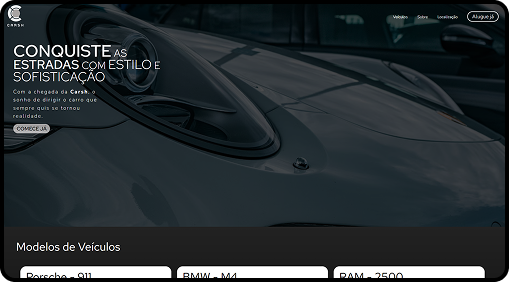 CARSH
Veículos Sobre Localização Alugue já
CONQUISTE AS
ESTRADAS COM ESTILO E
SOFISTICAÇÃO
Com a chegada da Carsh, o
sonho de dirigir o carro que
sempre quis se tornou
realidade.
COMECE JÁ
Modelos de Veículos
Porsche - 911 BMW - M4 RAM - 2500